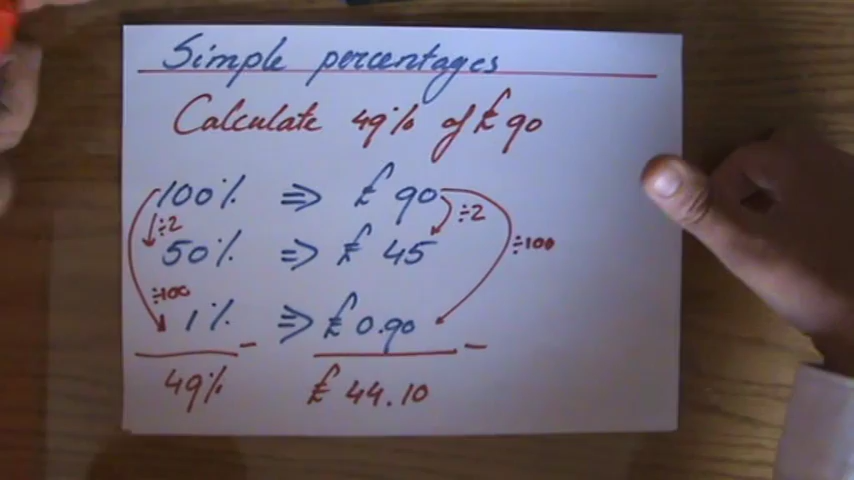 Simple percentages
Calculate 49% of £90
100% ⇒ £90
÷2 ÷2
50% ⇒ £45
÷100 ÷100
1% ⇒ £0.90
— —
49% £44.10